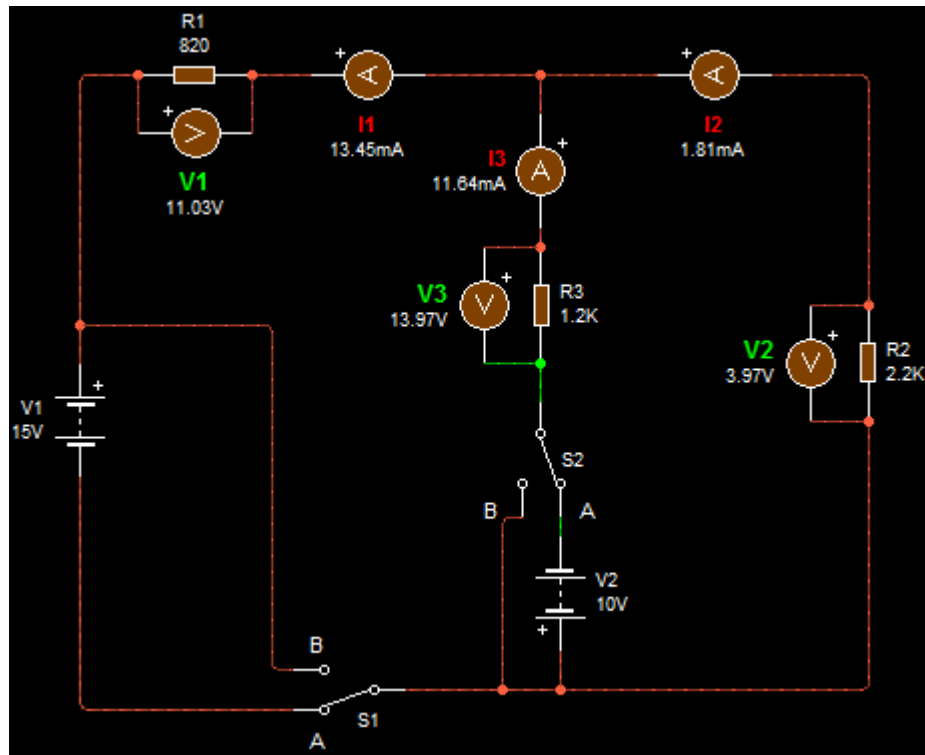 R1
820
+
+
V
V1
11.03V
A
I1
13.45mA
+
A
I2
1.81mA
I3
11.64mA
+
A
V3
13.97V
+
V
R3
1.2K
V2
3.97V
+
V
R2
2.2K
V1
15V
+
S2
B
A
V2
10V
+
B
S1
A